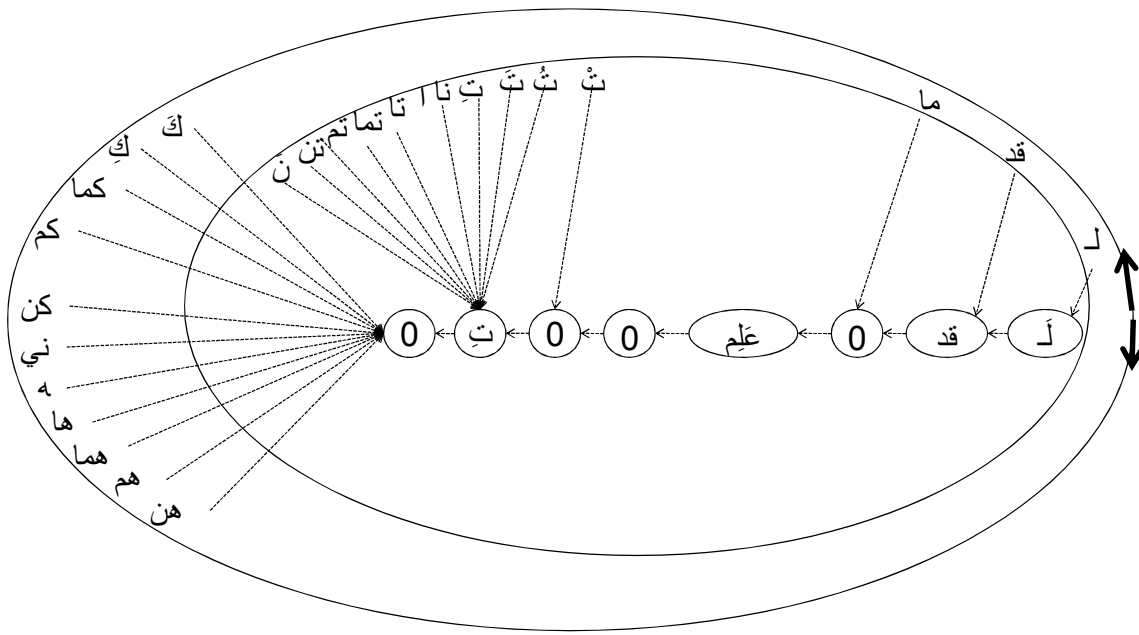 ما
قد
لـ
تْ
تُ
تَ
تِ
نا
ا
تا
تما
تم
تن
نَ
كَ
كِ
كما
كم
كن
ني
ه
ها
هما
هم
هن
لَـ
قد
0
عَلِم
0
0
تِ
0